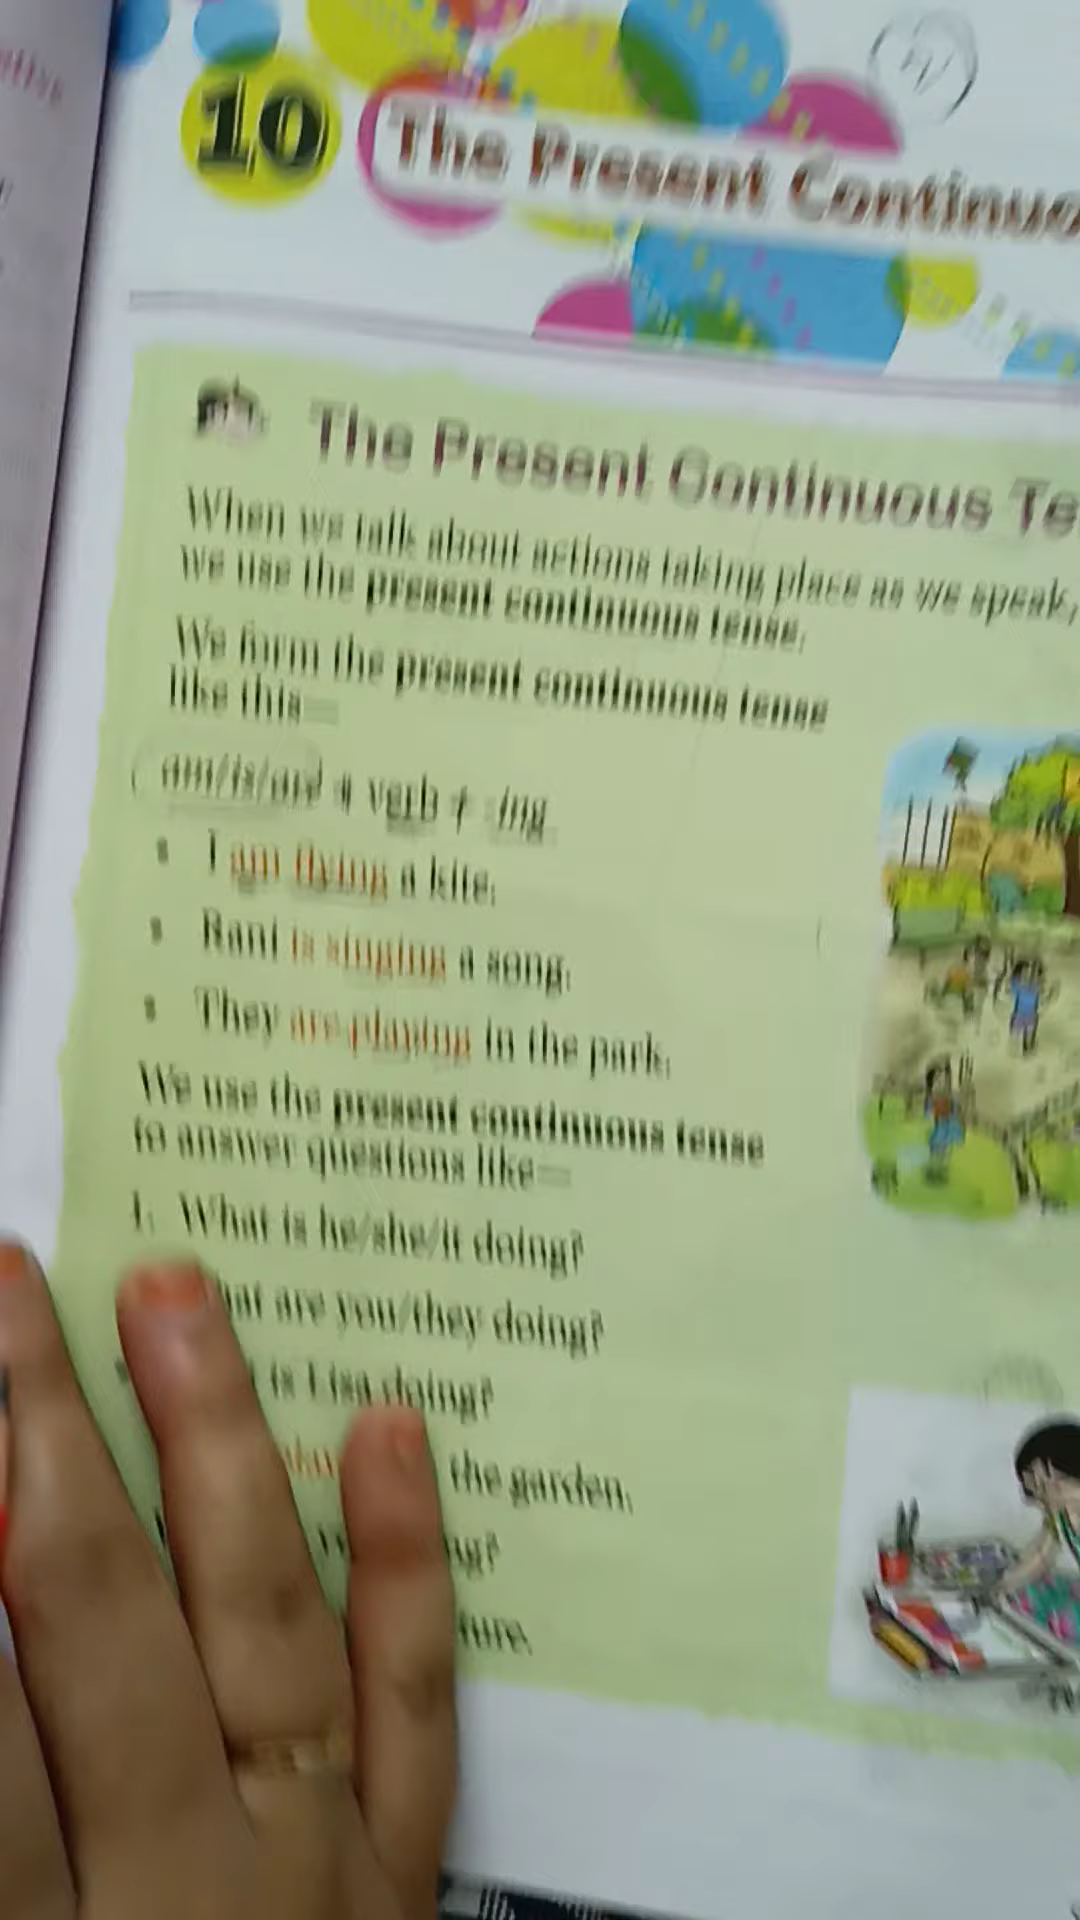 10 The Present Continuo
The Present Continuous Te
When we talk about actions taking place as we speak,
we use the present continuous tense.
We form the present continuous tense
like this—
am/is/are + verb + -ing
• I am flying a kite.
• Rani is singing a song.
• They are playing in the park.
We use the present continuous tense
to answer questions like—
1. What is he/she/it doing?
are you/they doing?
is Lisa doing?
the garden.